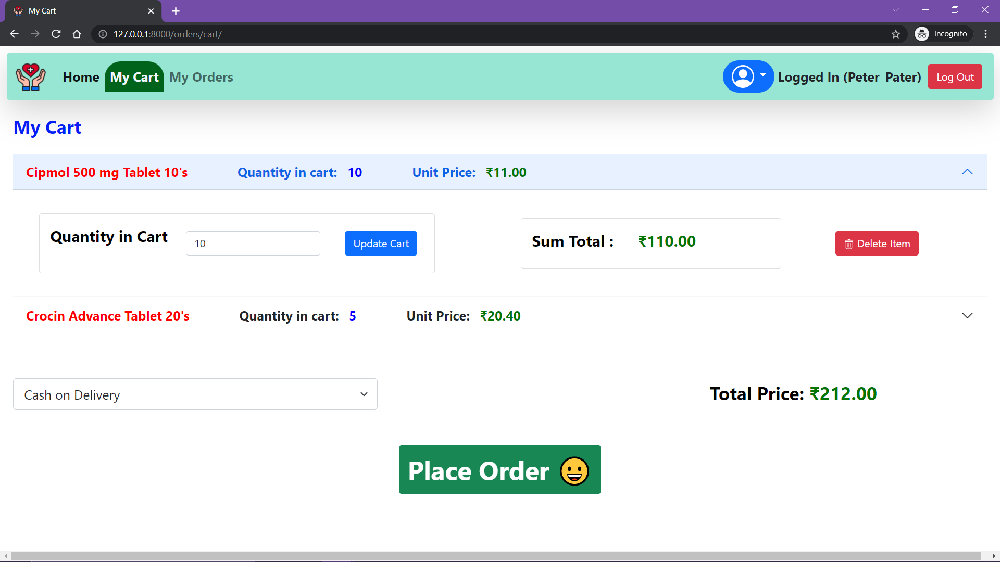 My Cart
127.0.0.1:8000/orders/cart/
Incognito
Home My Cart My Orders Logged In (Peter_Pater) Log Out
My Cart
Cipmol 500 mg Tablet 10's Quantity in cart: 10 Unit Price: ₹11.00
Quantity in Cart 10 Update Cart Sum Total : ₹110.00 Delete Item
Crocin Advance Tablet 20's Quantity in cart: 5 Unit Price: ₹20.40
Cash on Delivery Total Price: ₹212.00
Place Order